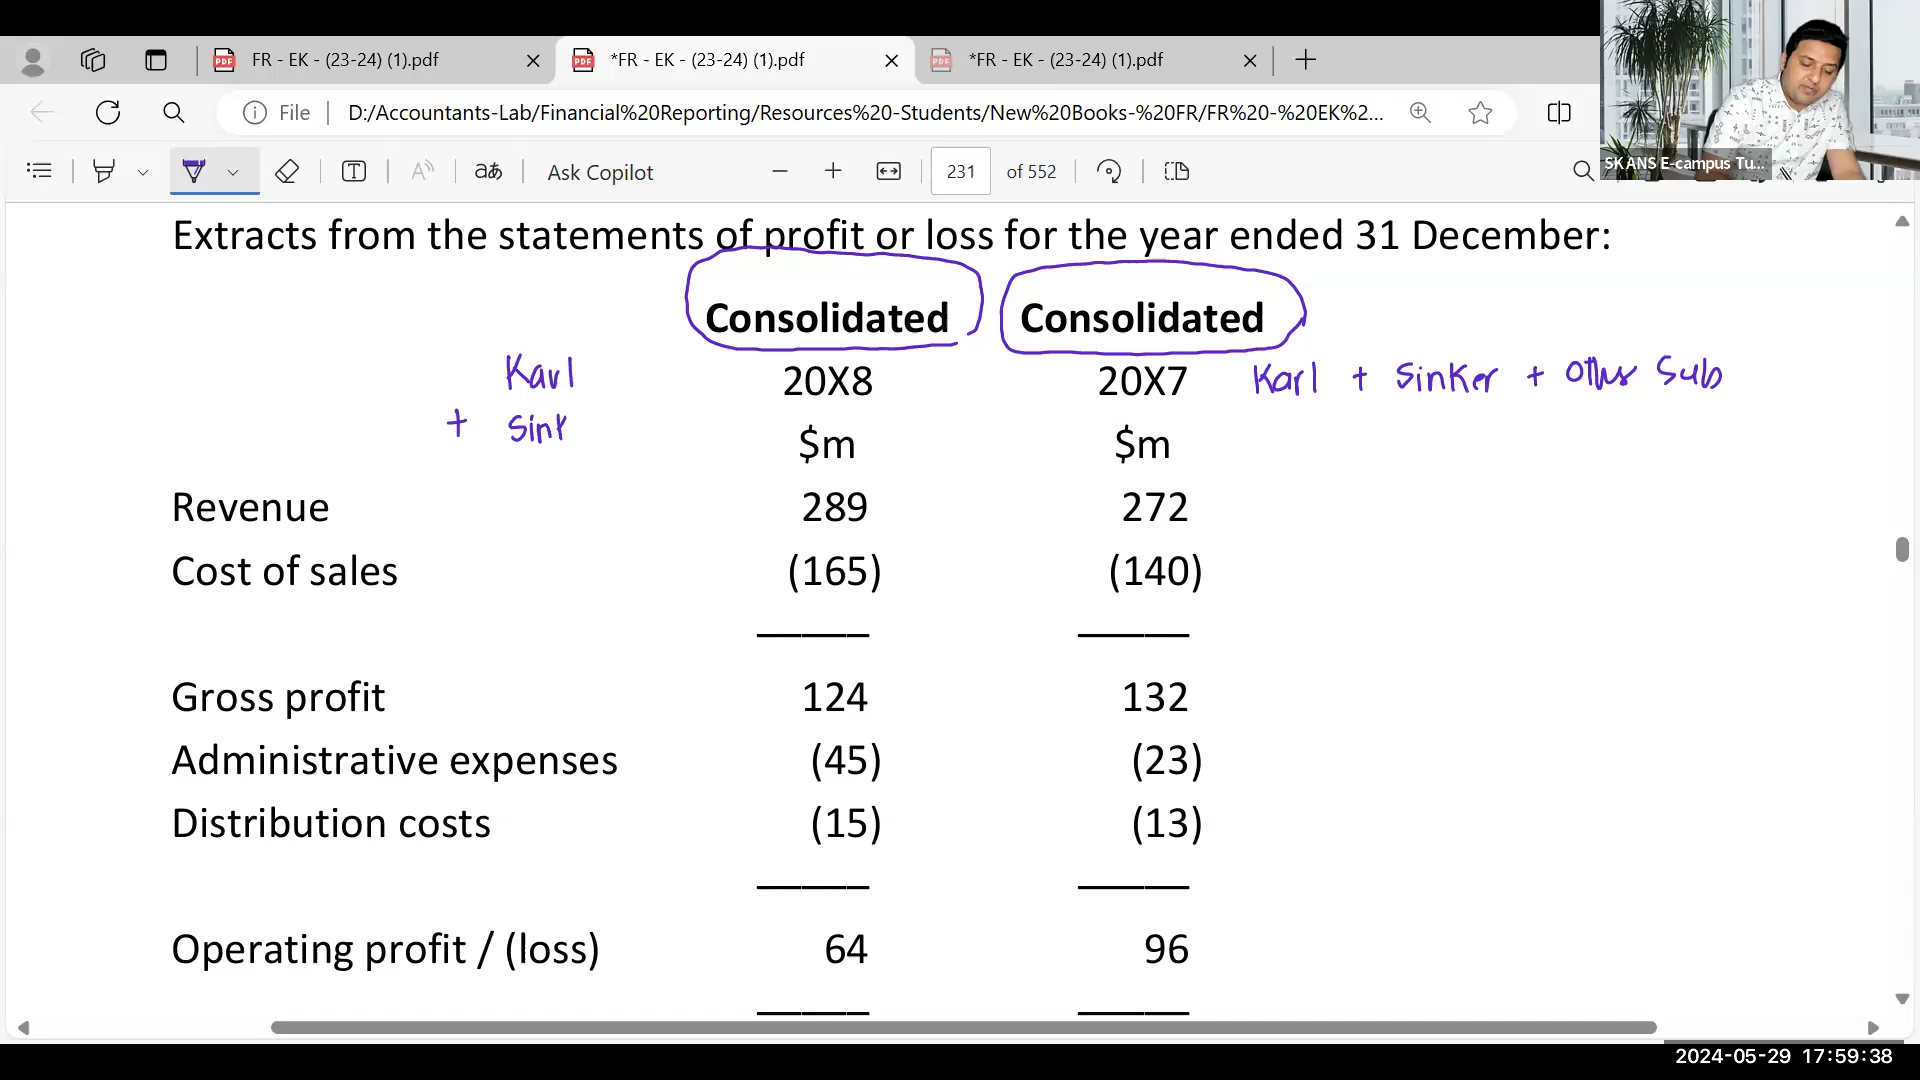 FR - EK - (23-24) (1).pdf
*FR - EK - (23-24) (1).pdf
*FR - EK - (23-24) (1).pdf
File
D:/Accountants-Lab/Financial%20Reporting/Resources%20-Students/New%20Books-%20FR/FR%20-%20EK%2...
aあ
Ask Copilot
231 of 552
SKANS E-campus Tu...
Extracts from the statements of profit or loss for the year ended 31 December:
Consolidated Consolidated
Karl 20X8 20X7 Karl + Sinker + Other Sub
+ Sink $m $m
Revenue 289 272
Cost of sales (165) (140)
Gross profit 124 132
Administrative expenses (45) (23)
Distribution costs (15) (13)
Operating profit / (loss) 64 96
2024-05-29 17:59:38